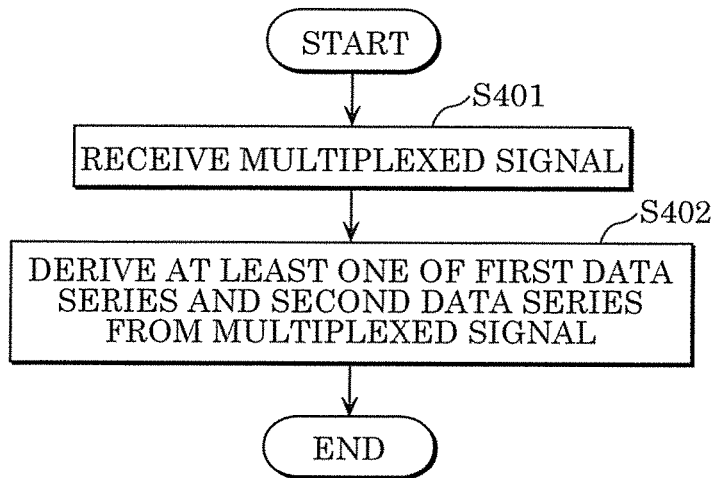 START
S401
RECEIVE MULTIPLEXED SIGNAL
S402
DERIVE AT LEAST ONE OF FIRST DATA
SERIES AND SECOND DATA SERIES
FROM MULTIPLEXED SIGNAL
END